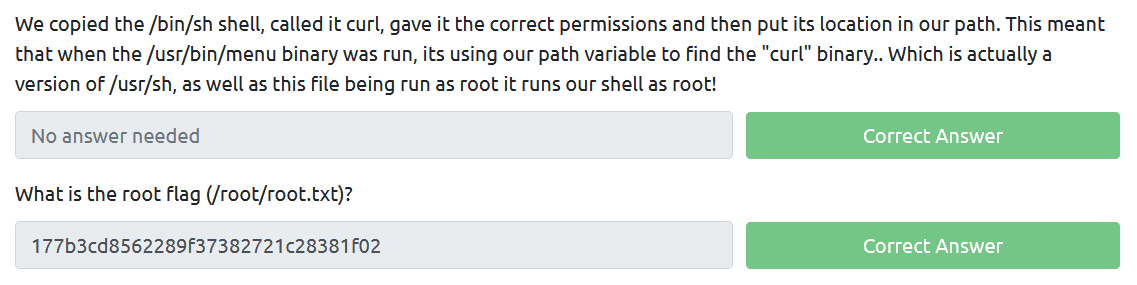 We copied the /bin/sh shell, called it curl, gave it the correct permissions and then put its location in our path. This meant
that when the /usr/bin/menu binary was run, its using our path variable to find the "curl" binary.. Which is actually a
version of /usr/sh, as well as this file being run as root it runs our shell as root!
No answer needed
Correct Answer
What is the root flag (/root/root.txt)?
177b3cd8562289f37382721c28381f02
Correct Answer